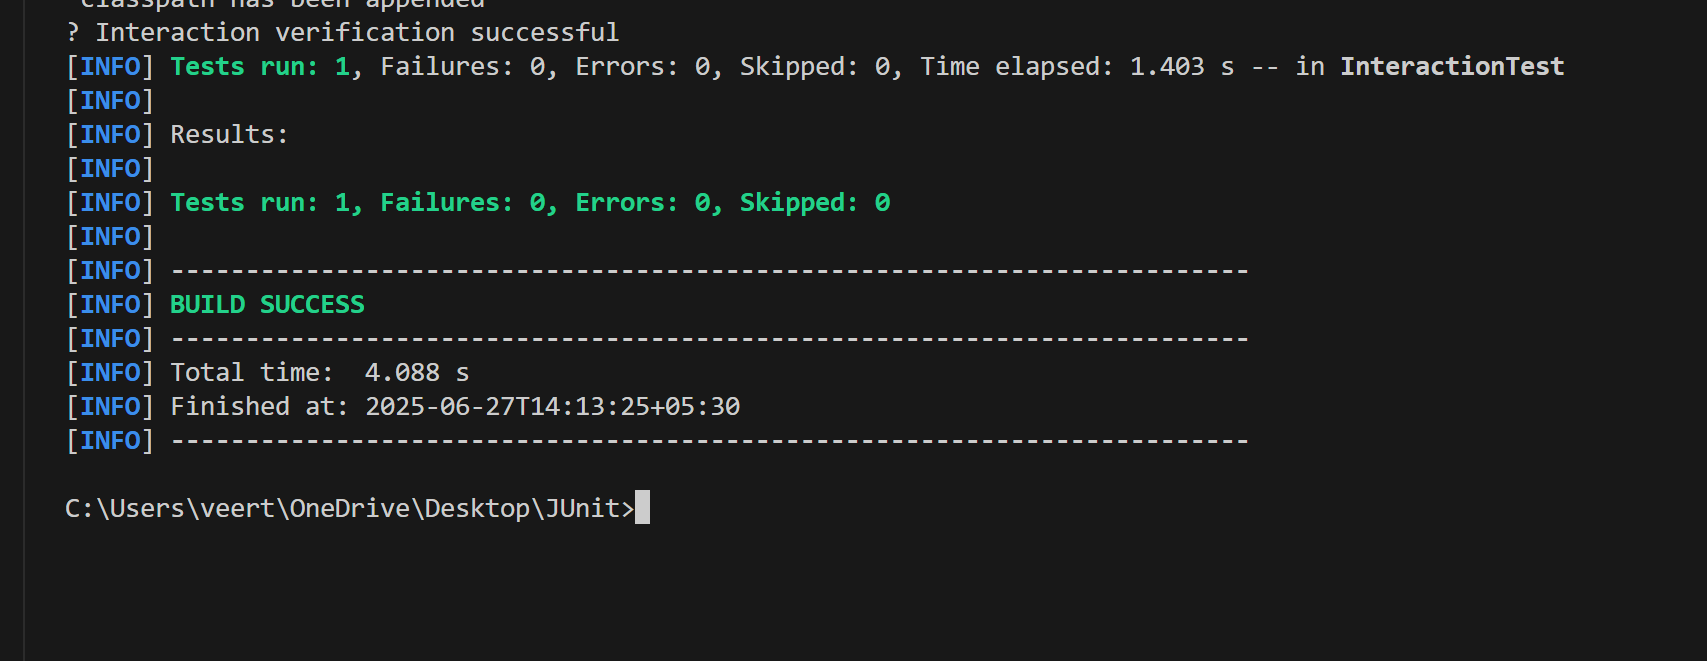 classpath has been appended
? Interaction verification successful
[INFO] Tests run: 1, Failures: 0, Errors: 0, Skipped: 0, Time elapsed: 1.403 s -- in InteractionTest
[INFO]
[INFO] Results:
[INFO]
[INFO] Tests run: 1, Failures: 0, Errors: 0, Skipped: 0
[INFO]
[INFO] ------------------------------------------------------------------------
[INFO] BUILD SUCCESS
[INFO] ------------------------------------------------------------------------
[INFO] Total time:  4.088 s
[INFO] Finished at: 2025-06-27T14:13:25+05:30
[INFO] ------------------------------------------------------------------------
C:\Users\veert\OneDrive\Desktop\JUnit>